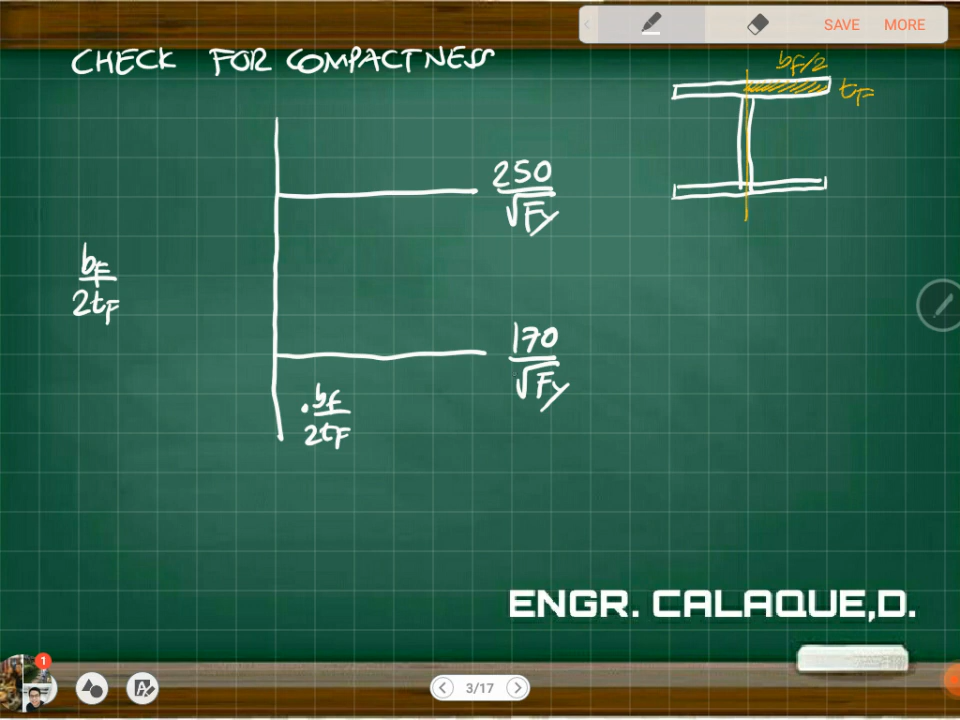 SAVE MORE
CHECK FOR COMPACTNESS
bF/2
tF
250
√Fy
bF
2tF
170
√Fy
.bF
2tF
ENGR. CALAQUE,D.
1
A
3/17